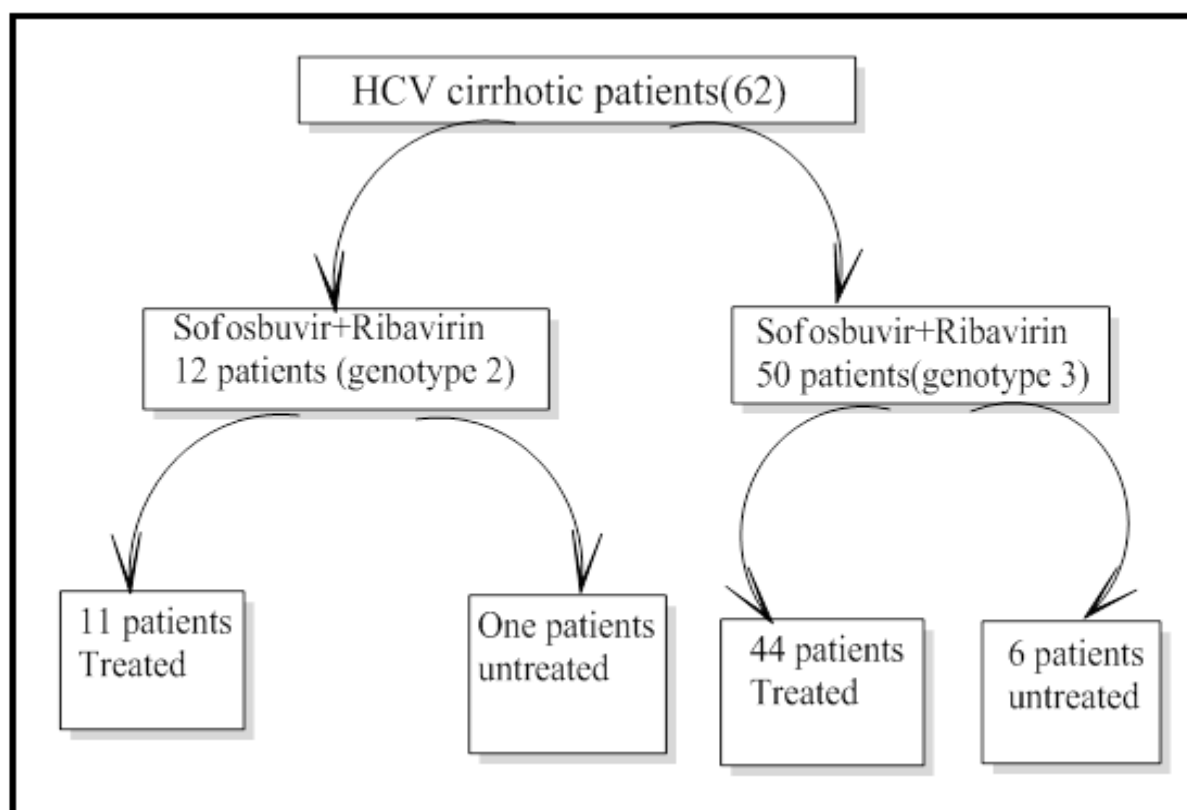 HCV cirrhotic patients(62)
Sofosbuvir+Ribavirin
12 patients (genotype 2)
Sofosbuvir+Ribavirin
50 patients(genotype 3)
11 patients
Treated
One patients
untreated
44 patients
Treated
6 patients
untreated